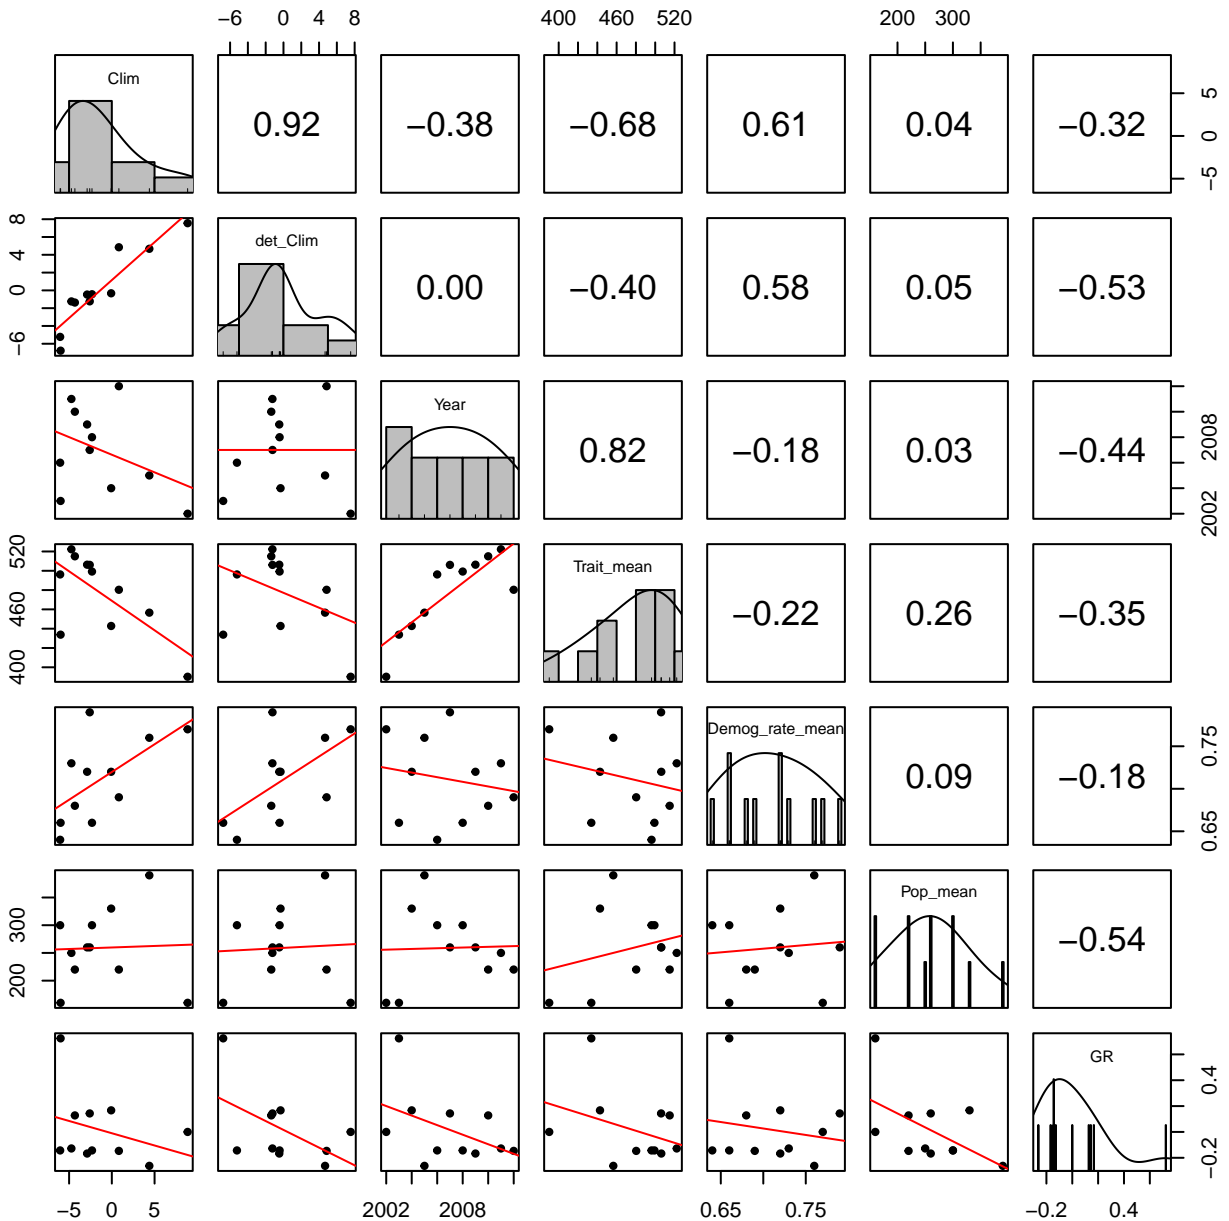 −6 0 4 8 400 460 520 200 300
Clim 0.92 −0.38 −0.68 0.61 0.04 −0.32 −5 0 5
−6 0 4 8 det_Clim 0.00 −0.40 0.58 0.05 −0.53
Year 0.82 −0.18 0.03 −0.44 2002 2008
400 460 520 Trait_mean −0.22 0.26 −0.35
Demog_rate_mean 0.09 −0.18 0.65 0.75
200 300 Pop_mean −0.54
GR −0.2 0.4
−5 0 5 2002 2008 0.65 0.75 −0.2 0.4